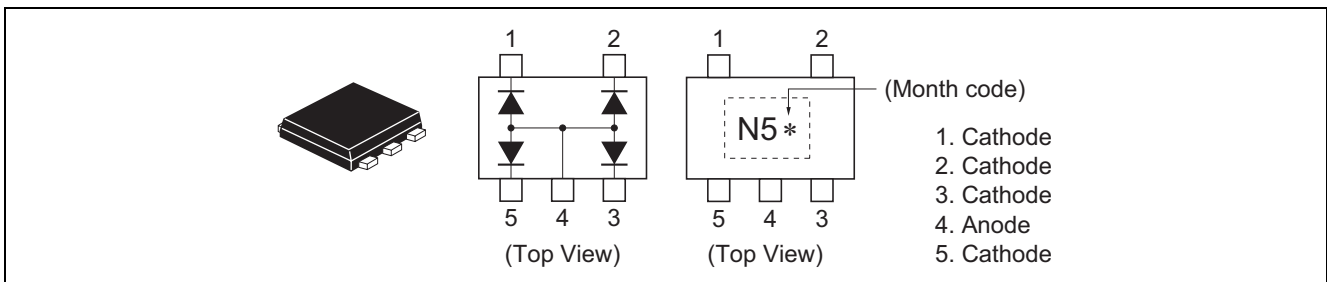 1 2
1 2
(Month code)
N5*
1. Cathode
2. Cathode
3. Cathode
4. Anode
5. Cathode
5 4 3
(Top View)
5 4 3
(Top View)